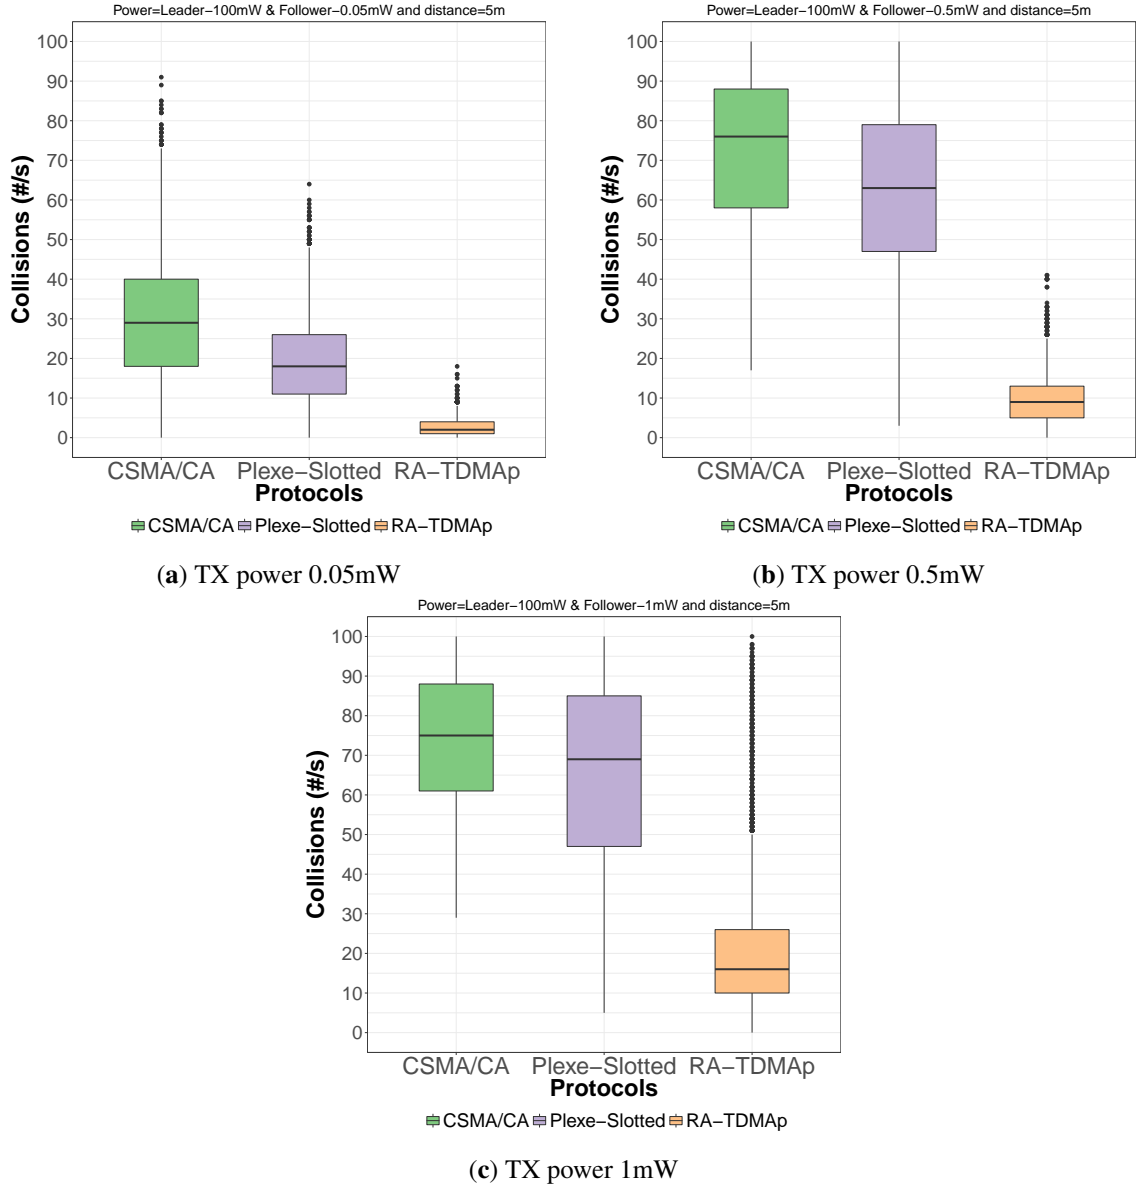 Power=Leader−100mW & Follower−0.05mW and distance=5m
Collisions (#/s)
100
90
80
70
60
50
40
30
20
10
0
CSMA/CA Plexe−Slotted RA−TDMAp
Protocols
CSMA/CA Plexe−Slotted RA−TDMAp
(a) TX power 0.05mW
Power=Leader−100mW & Follower−0.5mW and distance=5m
Collisions (#/s)
100
90
80
70
60
50
40
30
20
10
0
CSMA/CA Plexe−Slotted RA−TDMAp
Protocols
CSMA/CA Plexe−Slotted RA−TDMAp
(b) TX power 0.5mW
Power=Leader−100mW & Follower−1mW and distance=5m
Collisions (#/s)
100
90
80
70
60
50
40
30
20
10
0
CSMA/CA Plexe−Slotted RA−TDMAp
Protocols
CSMA/CA Plexe−Slotted RA−TDMAp
(c) TX power 1mW